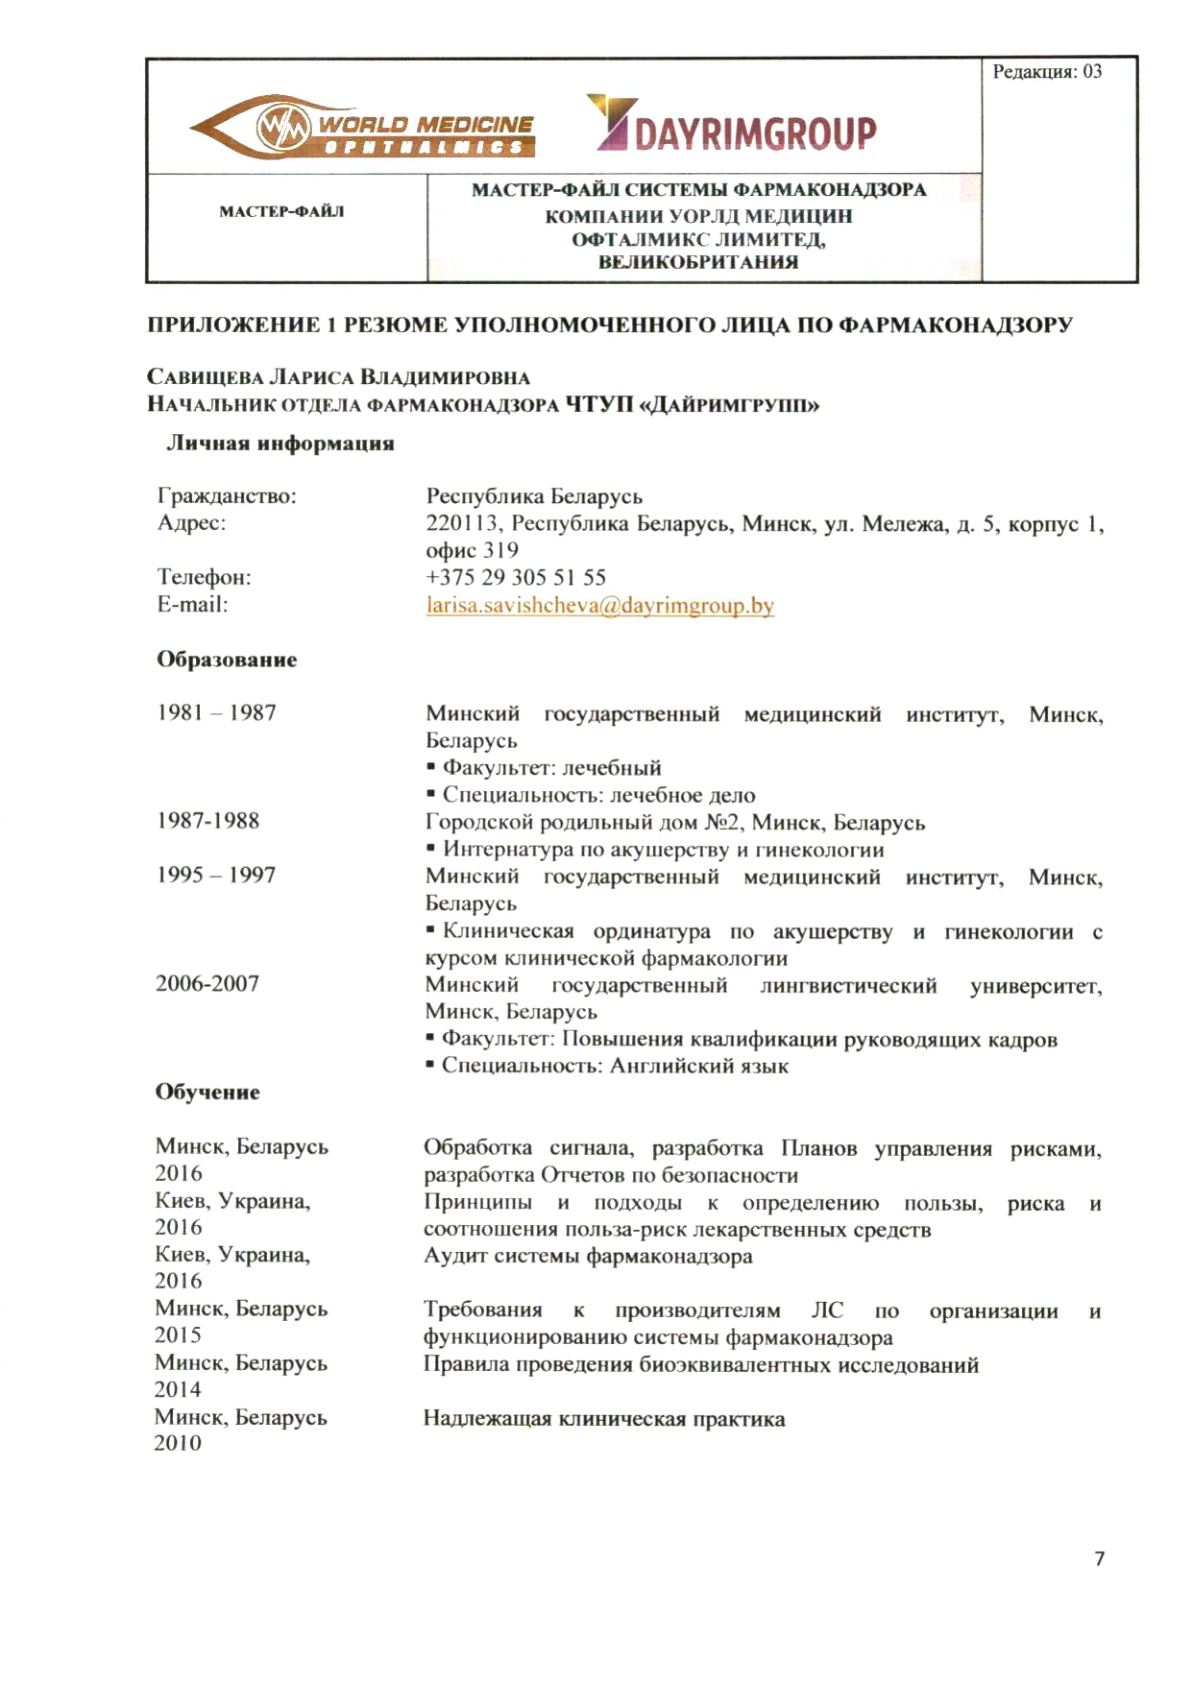 WORLD MEDICINE
OPHTHALMICS
DAYRIMGROUP
Редакция: 03
МАСТЕР-ФАЙЛ
МАСТЕР-ФАЙЛ СИСТЕМЫ ФАРМАКОНАДЗОРА
КОМПАНИИ УОРЛД МЕДИЦИН
ОФТАЛМИКС ЛИМИТЕД,
ВЕЛИКОБРИТАНИЯ
ПРИЛОЖЕНИЕ 1 РЕЗЮМЕ УПОЛНОМОЧЕННОГО ЛИЦА ПО ФАРМАКОНАДЗОРУ
САВИЩЕВА ЛАРИСА ВЛАДИМИРОВНА
НАЧАЛЬНИК ОТДЕЛА ФАРМАКОНАДЗОРА ЧТУП «ДАЙРИМГРУПП»
Личная информация
Гражданство: Республика Беларусь
Адрес: 220113, Республика Беларусь, Минск, ул. Мележа, д. 5, корпус 1,
офис 319
Телефон: +375 29 305 51 55
E-mail: larisa.savishcheva@dayrimgroup.by
Образование
1981 – 1987 Минский государственный медицинский институт, Минск,
Беларусь
▪ Факультет: лечебный
▪ Специальность: лечебное дело
1987-1988 Городской родильный дом №2, Минск, Беларусь
▪ Интернатура по акушерству и гинекологии
1995 – 1997 Минский государственный медицинский институт, Минск,
Беларусь
▪ Клиническая ординатура по акушерству и гинекологии с
курсом клинической фармакологии
2006-2007 Минский государственный лингвистический университет,
Минск, Беларусь
▪ Факультет: Повышения квалификации руководящих кадров
▪ Специальность: Английский язык
Обучение
Минск, Беларусь Обработка сигнала, разработка Планов управления рисками,
2016 разработка Отчетов по безопасности
Киев, Украина, Принципы и подходы к определению пользы, риска и
2016 соотношения польза-риск лекарственных средств
Киев, Украина, Аудит системы фармаконадзора
2016
Минск, Беларусь Требования к производителям ЛС по организации и
2015 функционированию системы фармаконадзора
Минск, Беларусь Правила проведения биоэквивалентных исследований
2014
Минск, Беларусь Надлежащая клиническая практика
2010
7